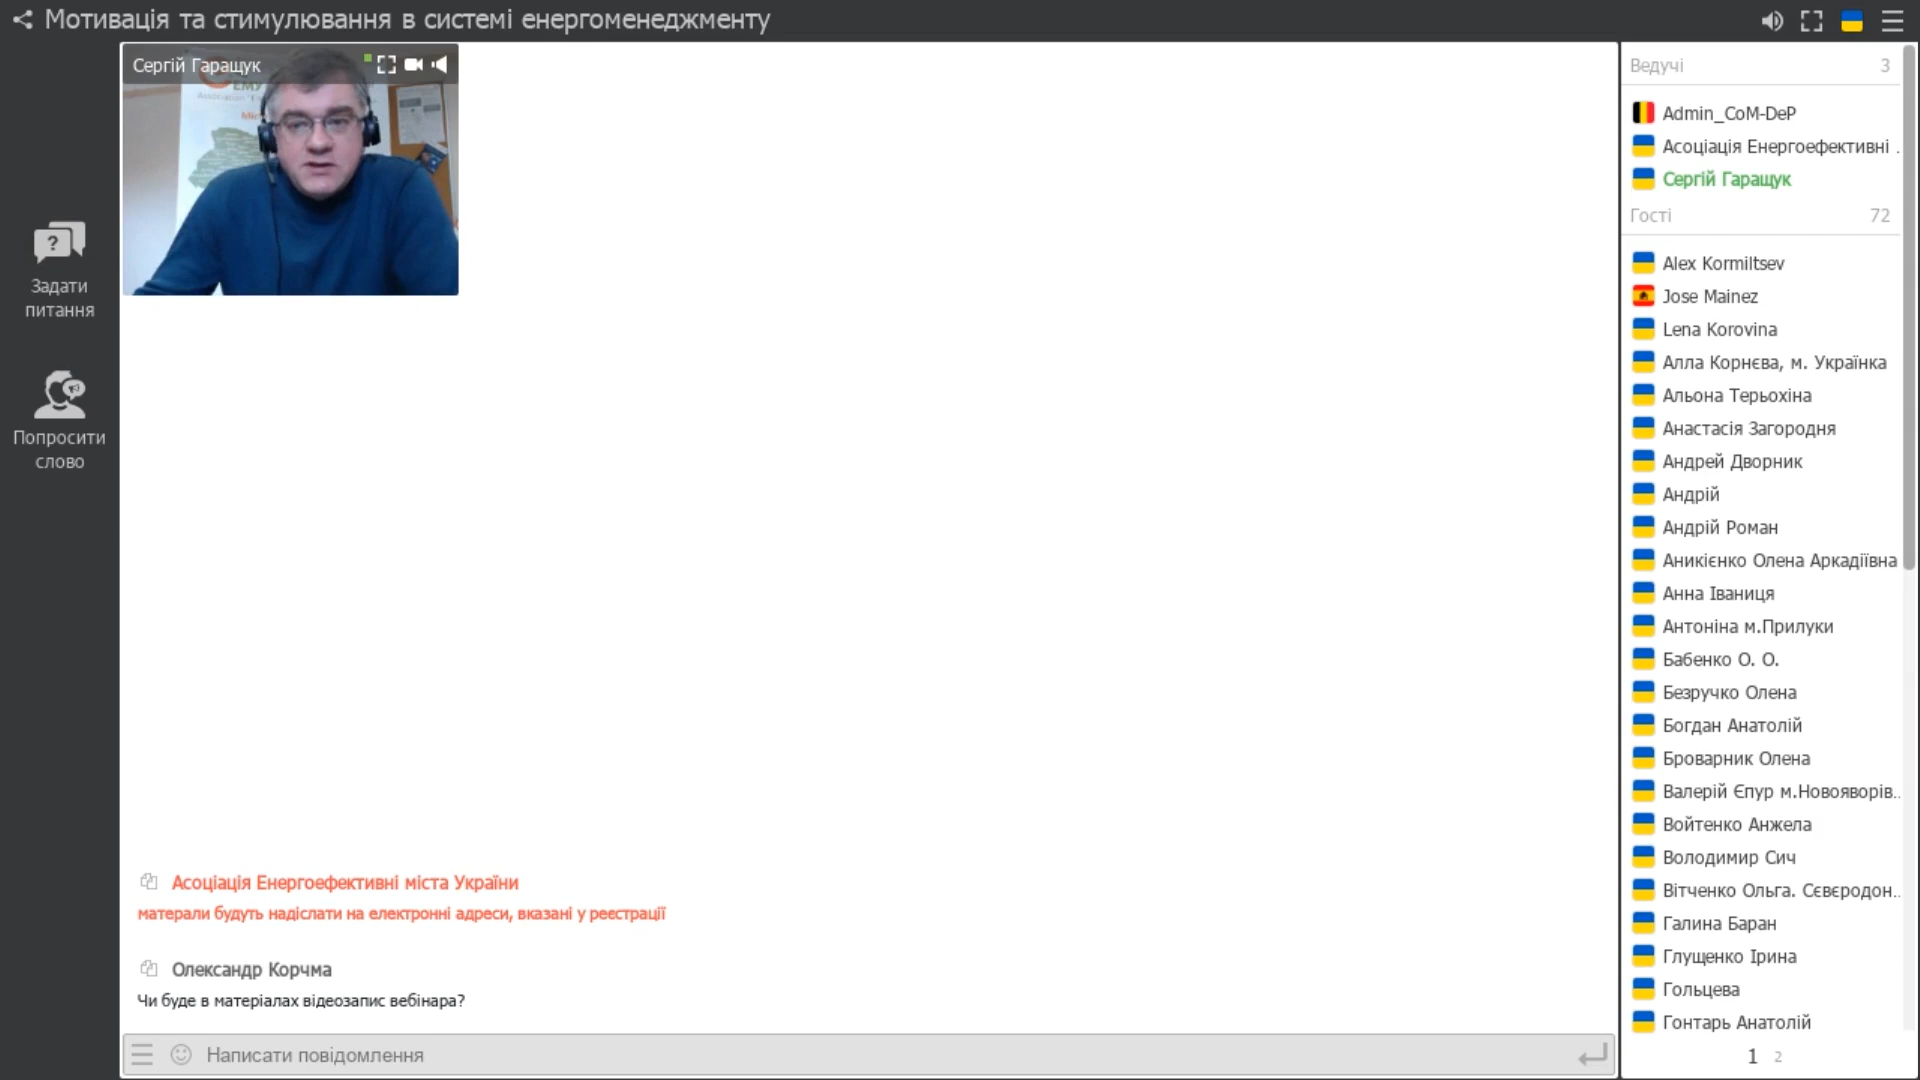 Мотивація та стимулювання в системі енергоменеджменту
Задати
питання
Попросити
слово
Сергій Гаращук
ЕМУ
Асоціація
Асоціація Енергоефективні міста України
матерали будуть надіслати на електронні адреси, вказані у реєстрації
Олександр Корчма
Чи буде в матеріалах відеозапис вебінара?
Написати повідомлення
Ведучі 3
Admin_CoM-DeP
Асоціація Енергоефективні .
Сергій Гаращук
Гості 72
Alex Kormiltsev
Jose Mainez
Lena Korovina
Алла Корнєва, м. Українка
Альона Терьохіна
Анастасія Загородня
Андрей Дворник
Андрій
Андрій Роман
Аникієнко Олена Аркадіївна
Анна Іваниця
Антоніна м.Прилуки
Бабенко О. О.
Безручко Олена
Богдан Анатолій
Броварник Олена
Валерій Єпур м.Новояворів..
Войтенко Анжела
Володимир Сич
Вітченко Ольга. Сєвєродон..
Галина Баран
Глущенко Ірина
Гольцева
Гонтарь Анатолій
1 2